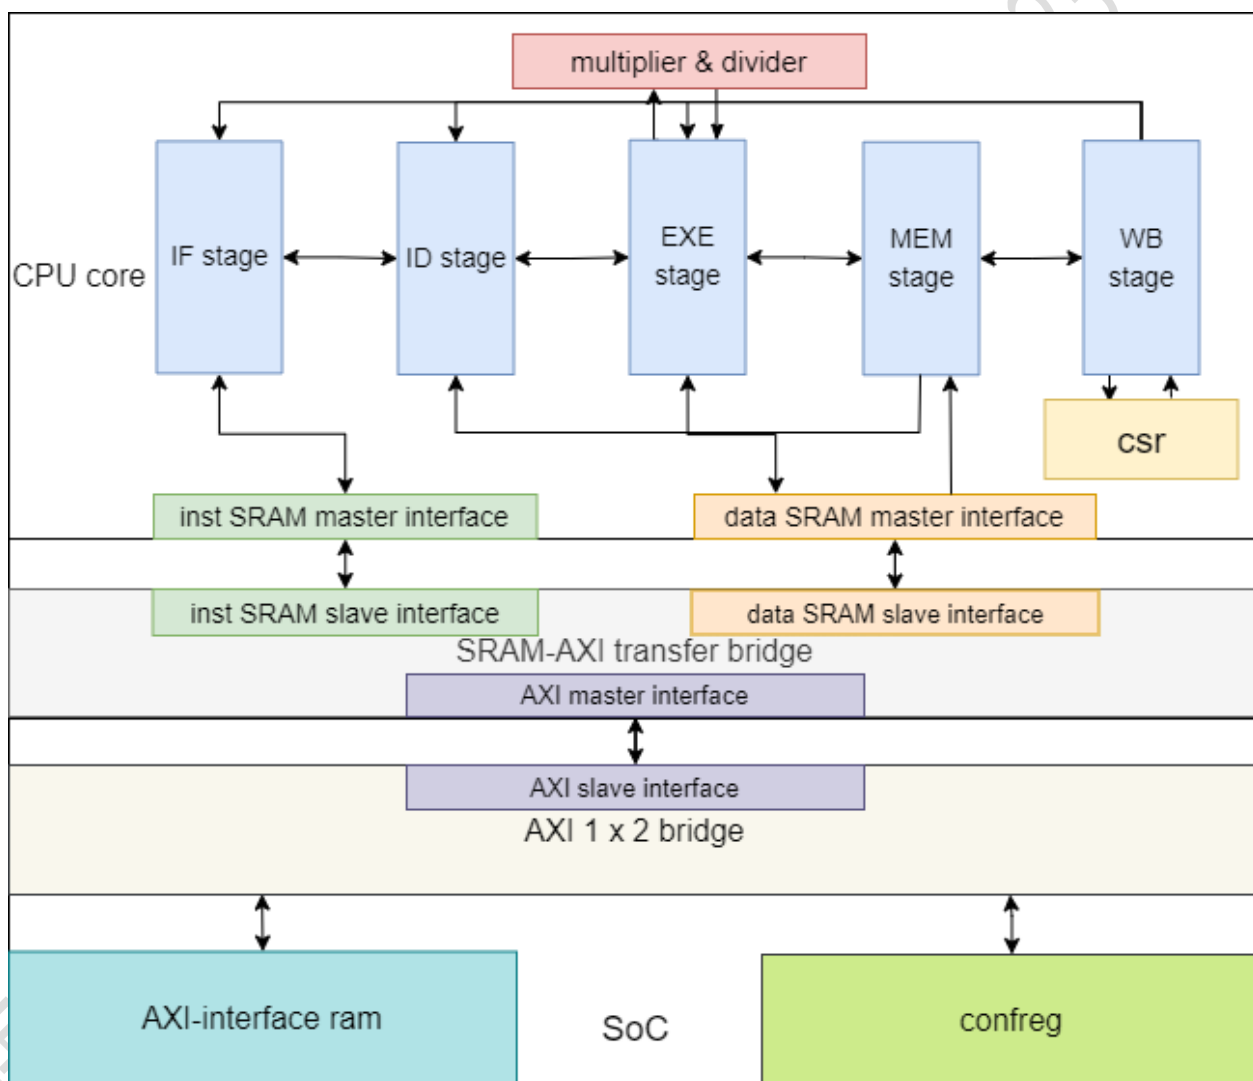 multiplier & divider
CPU core
IF stage
ID stage
EXE
stage
MEM
stage
WB
stage
csr
inst SRAM master interface
data SRAM master interface
inst SRAM slave interface
data SRAM slave interface
SRAM-AXI transfer bridge
AXI master interface
AXI slave interface
AXI 1 x 2 bridge
AXI-interface ram
SoC
confreg